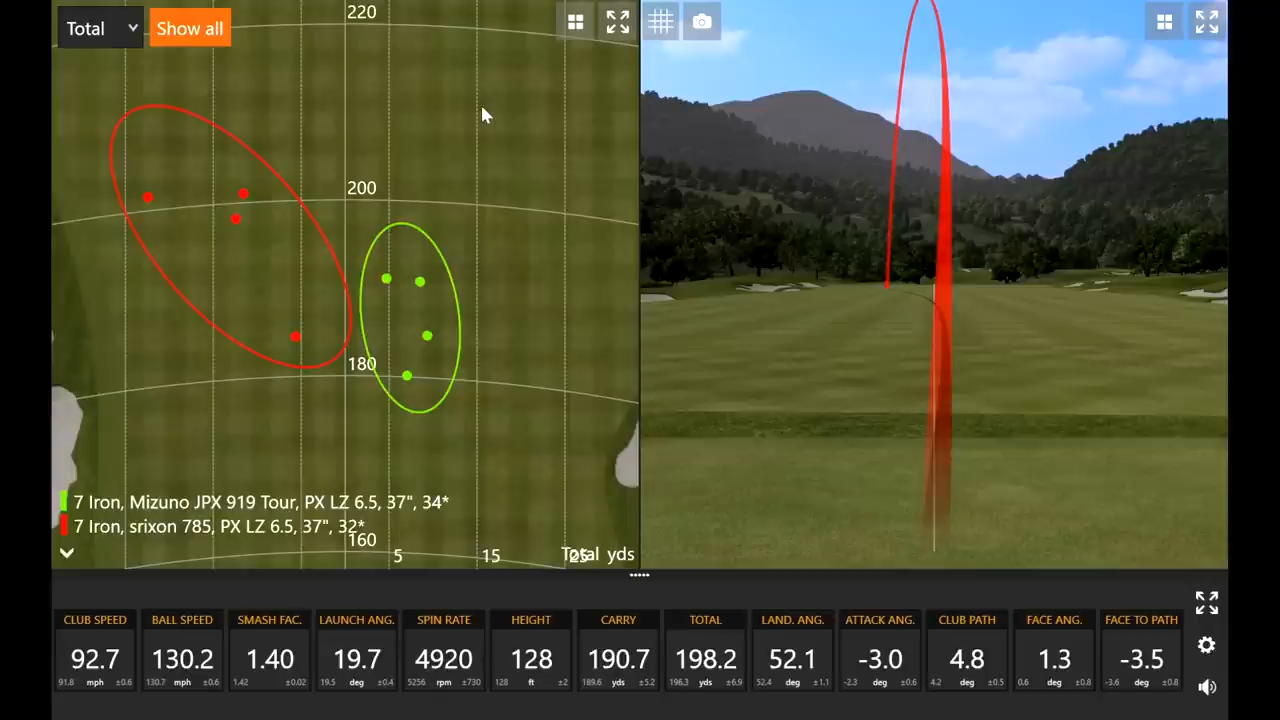 Total
Show all
220
200
180
160
7 Iron, Mizuno JPX 919 Tour, PX LZ 6.5, 37", 34*
7 Iron, srixon 785, PX LZ 6.5, 37", 32*
5 15 25
Total yds
CLUB SPEED BALL SPEED SMASH FAC. LAUNCH ANG. SPIN RATE HEIGHT CARRY TOTAL LAND. ANG. ATTACK ANG. CLUB PATH FACE ANG. FACE TO PATH
92.7 130.2 1.40 19.7 4920 128 190.7 198.2 52.1 -3.0 4.8 1.3 -3.5
91.8 mph ±0.6 130.7 mph ±0.6 1.42 ±0.02 19.5 deg ±0.4 5256 rpm ±730 128 ft ±2 189.6 yds ±5.2 196.3 yds ±6.9 52.4 deg ±1.1 -2.3 deg ±0.6 4.2 deg ±0.5 0.6 deg ±0.8 -3.6 deg ±0.8